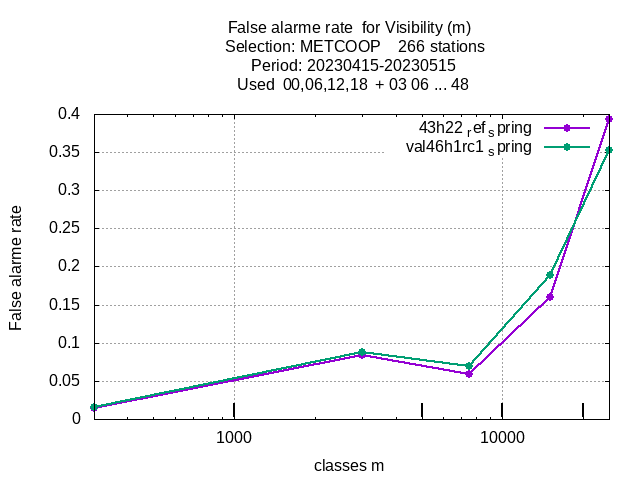 False alarme rate for Visibility (m)
Selection: METCOOP 266 stations
Period: 20230415-20230515
Used 00,06,12,18 + 03 06 ... 48
0.4
0.35
0.3
0.25
0.2
0.15
0.1
0.05
0
False alarme rate
43h22 ref spring
val46h1rc1 spring
1000
10000
classes m